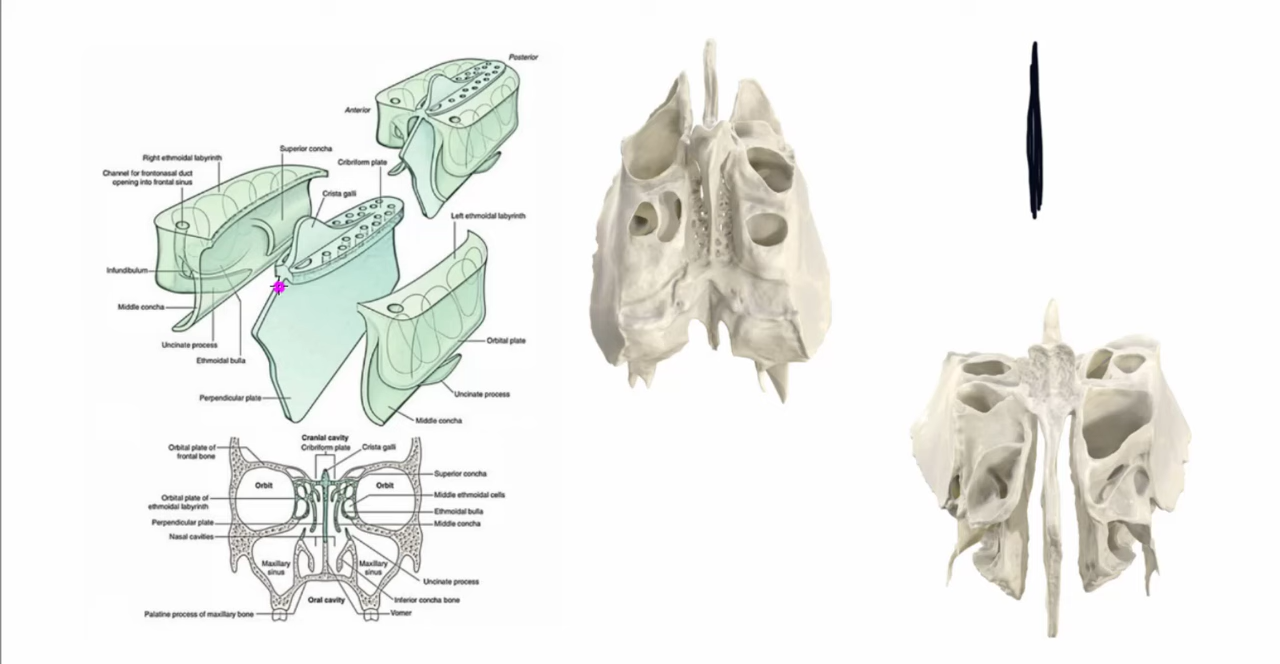 Posterior
Anterior
Superior concha
Right ethmoidal labyrinth
Cribriform plate
Channel for frontonasal duct
opening into frontal sinus
Crista galli
Left ethmoidal labyrinth
Infundibulum
Middle concha
Uncinate process
Ethmoidal bulla
Orbital plate
Uncinate process
Perpendicular plate
Middle concha
Cranial cavity
Cribriform plate
Crista galli
Orbital plate of
frontal bone
Superior concha
Orbit
Orbit
Orbital plate of
ethmoidal labyrinth
Middle ethmoidal cells
Ethmoidal bulla
Perpendicular plate
Middle concha
Nasal cavities
Maxillary
sinus
Maxillary
sinus
Uncinate process
Oral cavity
Inferior concha bone
Palatine process of maxillary bone
Vomer